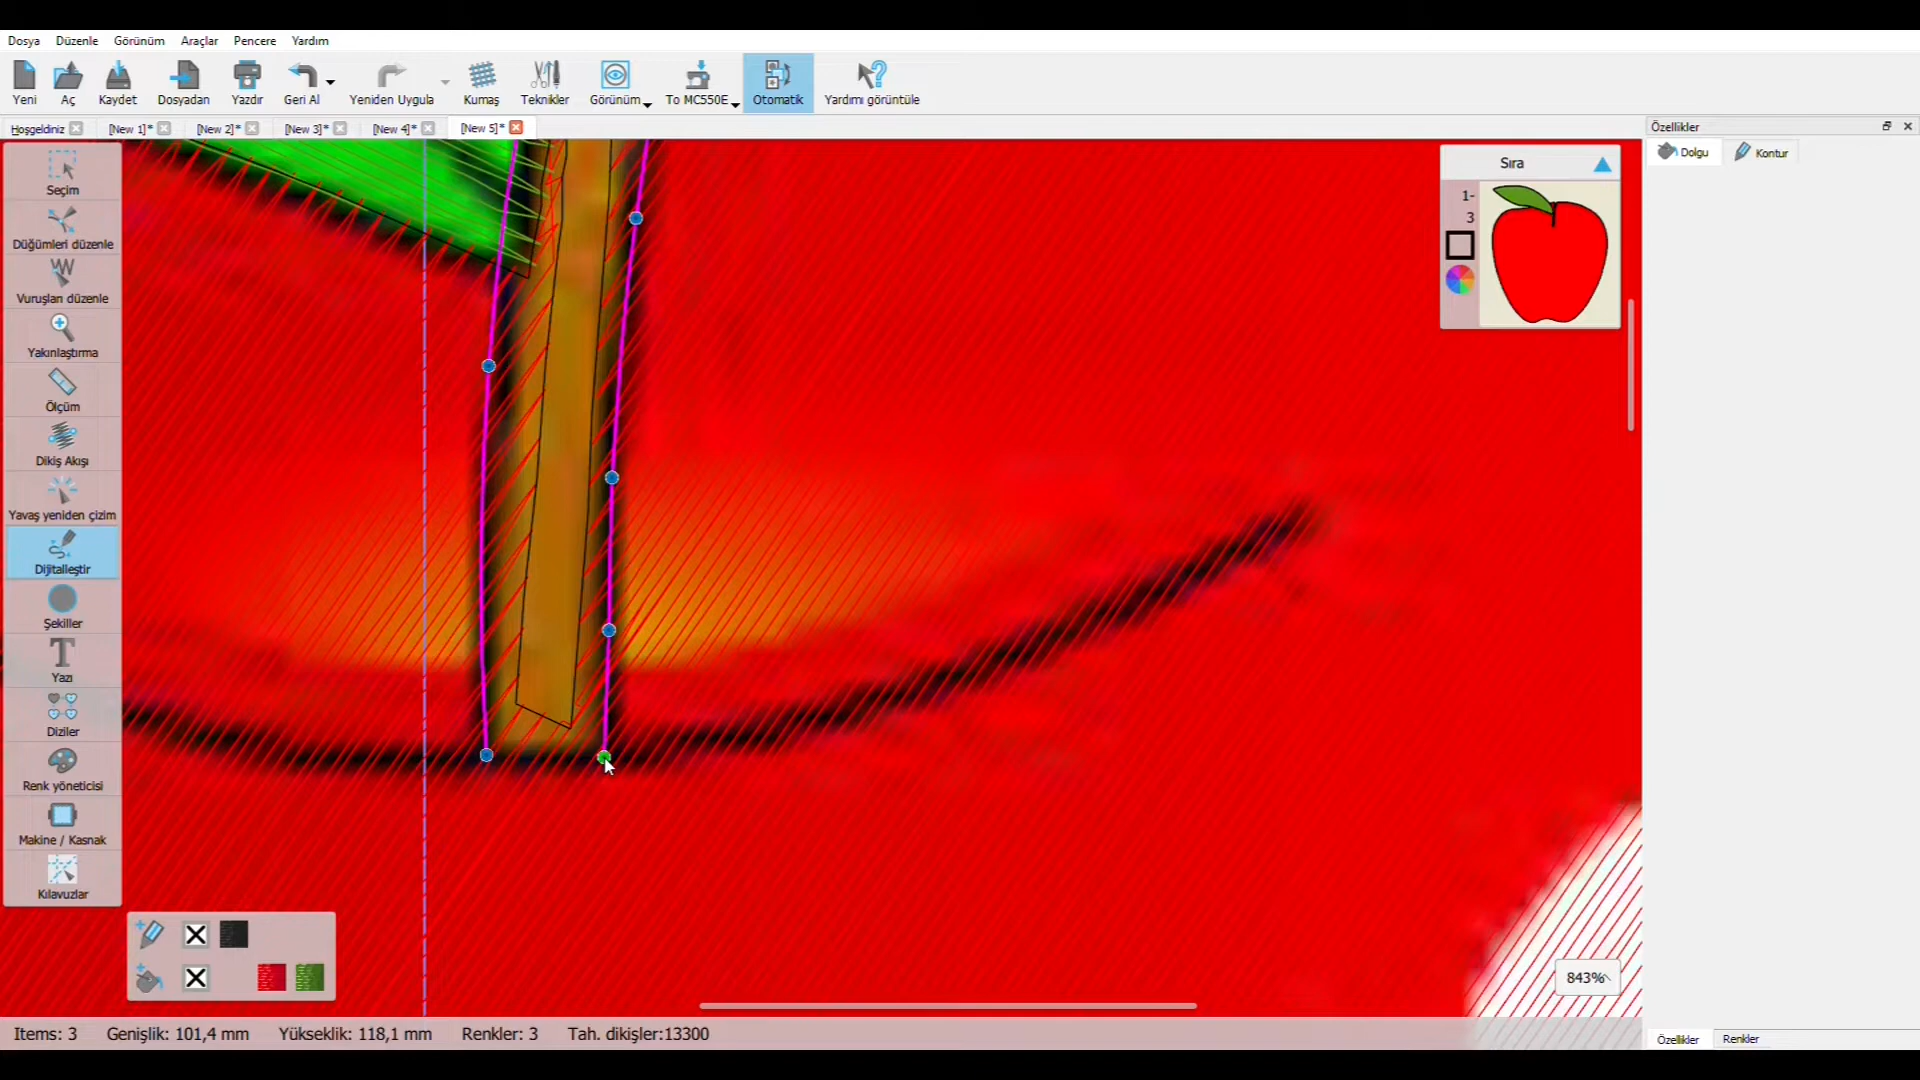 Dosya Düzenle Görünüm Araçlar Pencere Yardım
Yeni Aç Kaydet Dosyadan Yazdır Geri Al Yeniden Uygula Kumaş Teknikler Görünüm To MC550E Otomatik Yardımı görüntüle
Hoşgeldiniz [New 1]* [New 2]* [New 3]* [New 4]* [New 5]*
Özellikler
Dolgu Kontur
Sıra
1-
3
Seçim
Düğümleri düzenle
Vuruşları düzenle
Yakınlaştırma
Ölçüm
Dikiş Akışı
Yavaş yeniden çizim
Dijitalleştir
Şekiller
Yazı
Diziler
Renk yöneticisi
Makine / Kasnak
Kılavuzlar
843%
Items: 3 Genişlik: 101,4 mm Yükseklik: 118,1 mm Renkler: 3 Tah. dikişler:13300
Özellikler Renkler